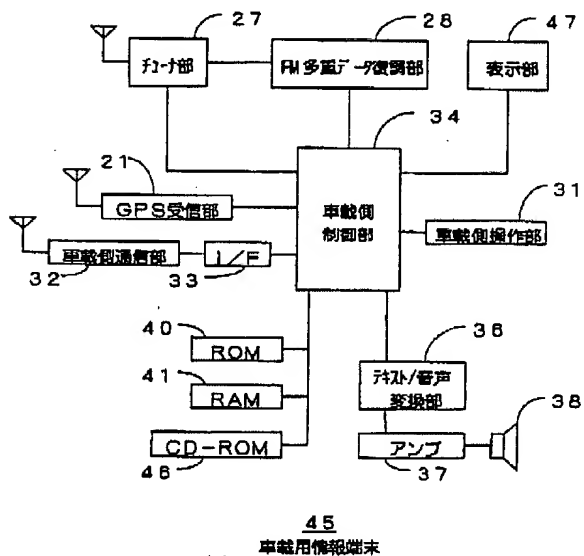 27
28
47
チューナ部
FM多重データ復調部
表示部
34
21
GPS受信部
車載側
制御部
31
車載側操作部
車載側通信部
I/F
32
33
40
ROM
36
41
RAM
テキスト/音声
変換部
38
CD-ROM
アンプ
46
37
45
車載用情報端末